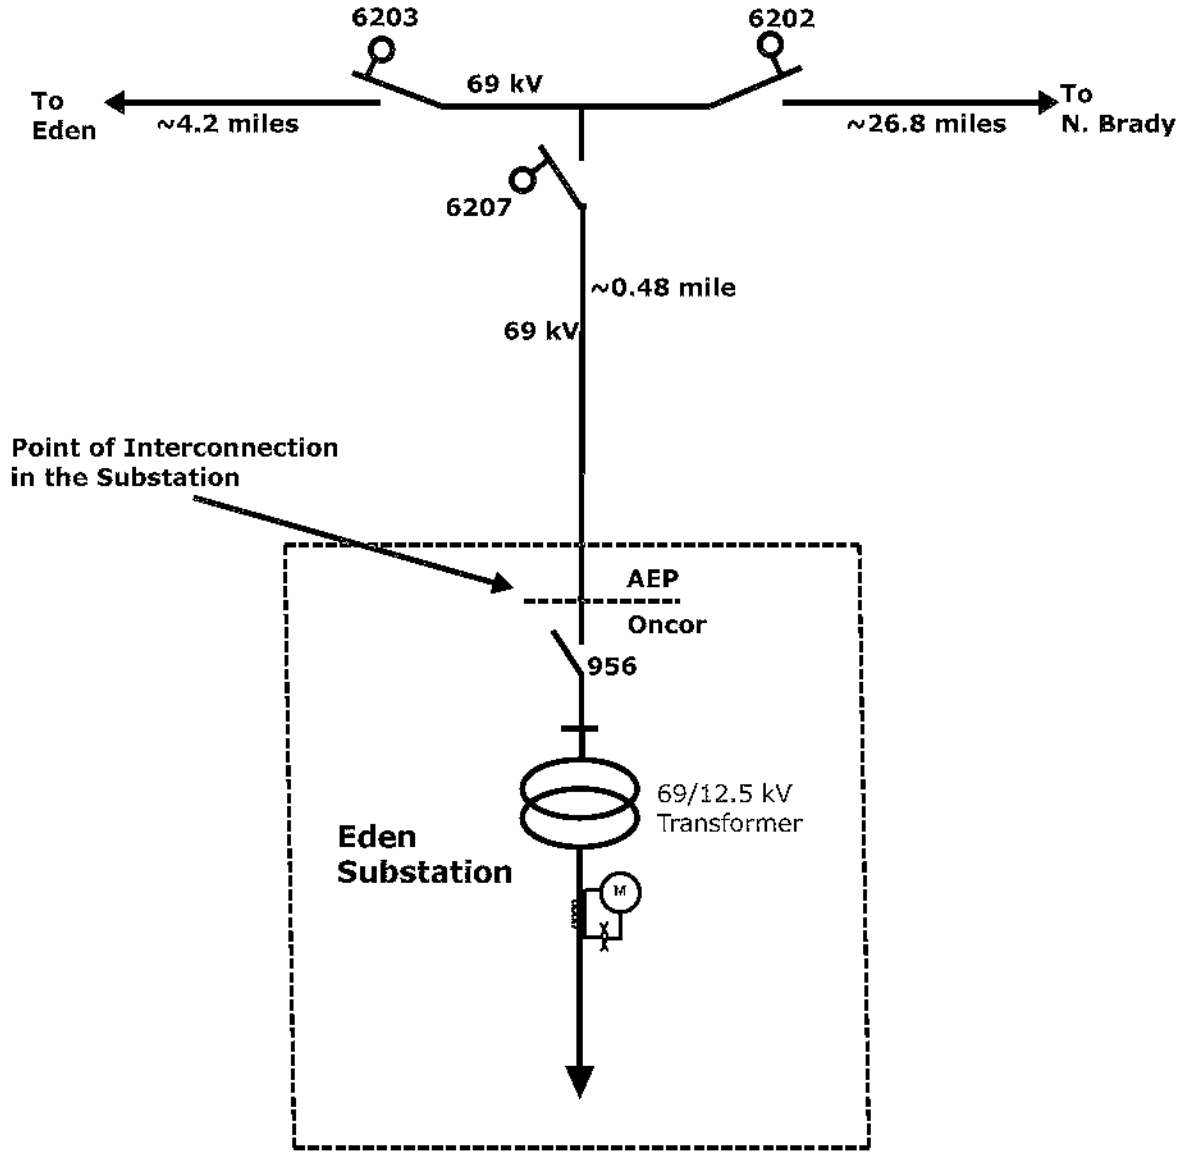 6203
6202
69 kV
To
Eden
~4.2 miles
~26.8 miles
To
N. Brady
6207
~0.48 mile
69 kV
Point of Interconnection
in the Substation
AEP
Oncor
956
69/12.5 kV
Transformer
Eden
Substation
M